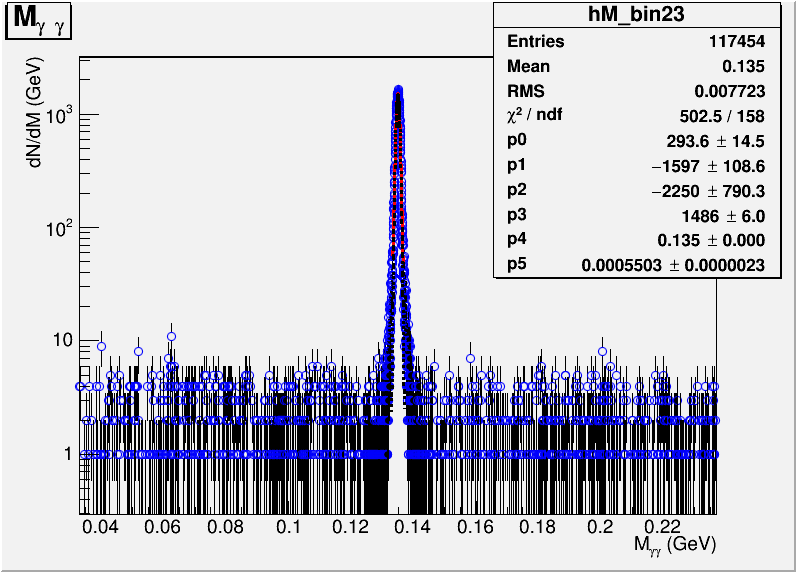 M γ γ
hM_bin23
Entries 117454
Mean 0.135
RMS 0.007723
χ² / ndf 502.5 / 158
p0 293.6 ± 14.5
p1 −1597 ± 108.6
p2 −2250 ± 790.3
p3 1486 ± 6.0
p4 0.135 ± 0.000
p5 0.0005503 ± 0.0000023
dN/dM (GeV)
10³
10²
10
1
0.04 0.06 0.08 0.1 0.12 0.14 0.16 0.18 0.2 0.22
Mγγ (GeV)